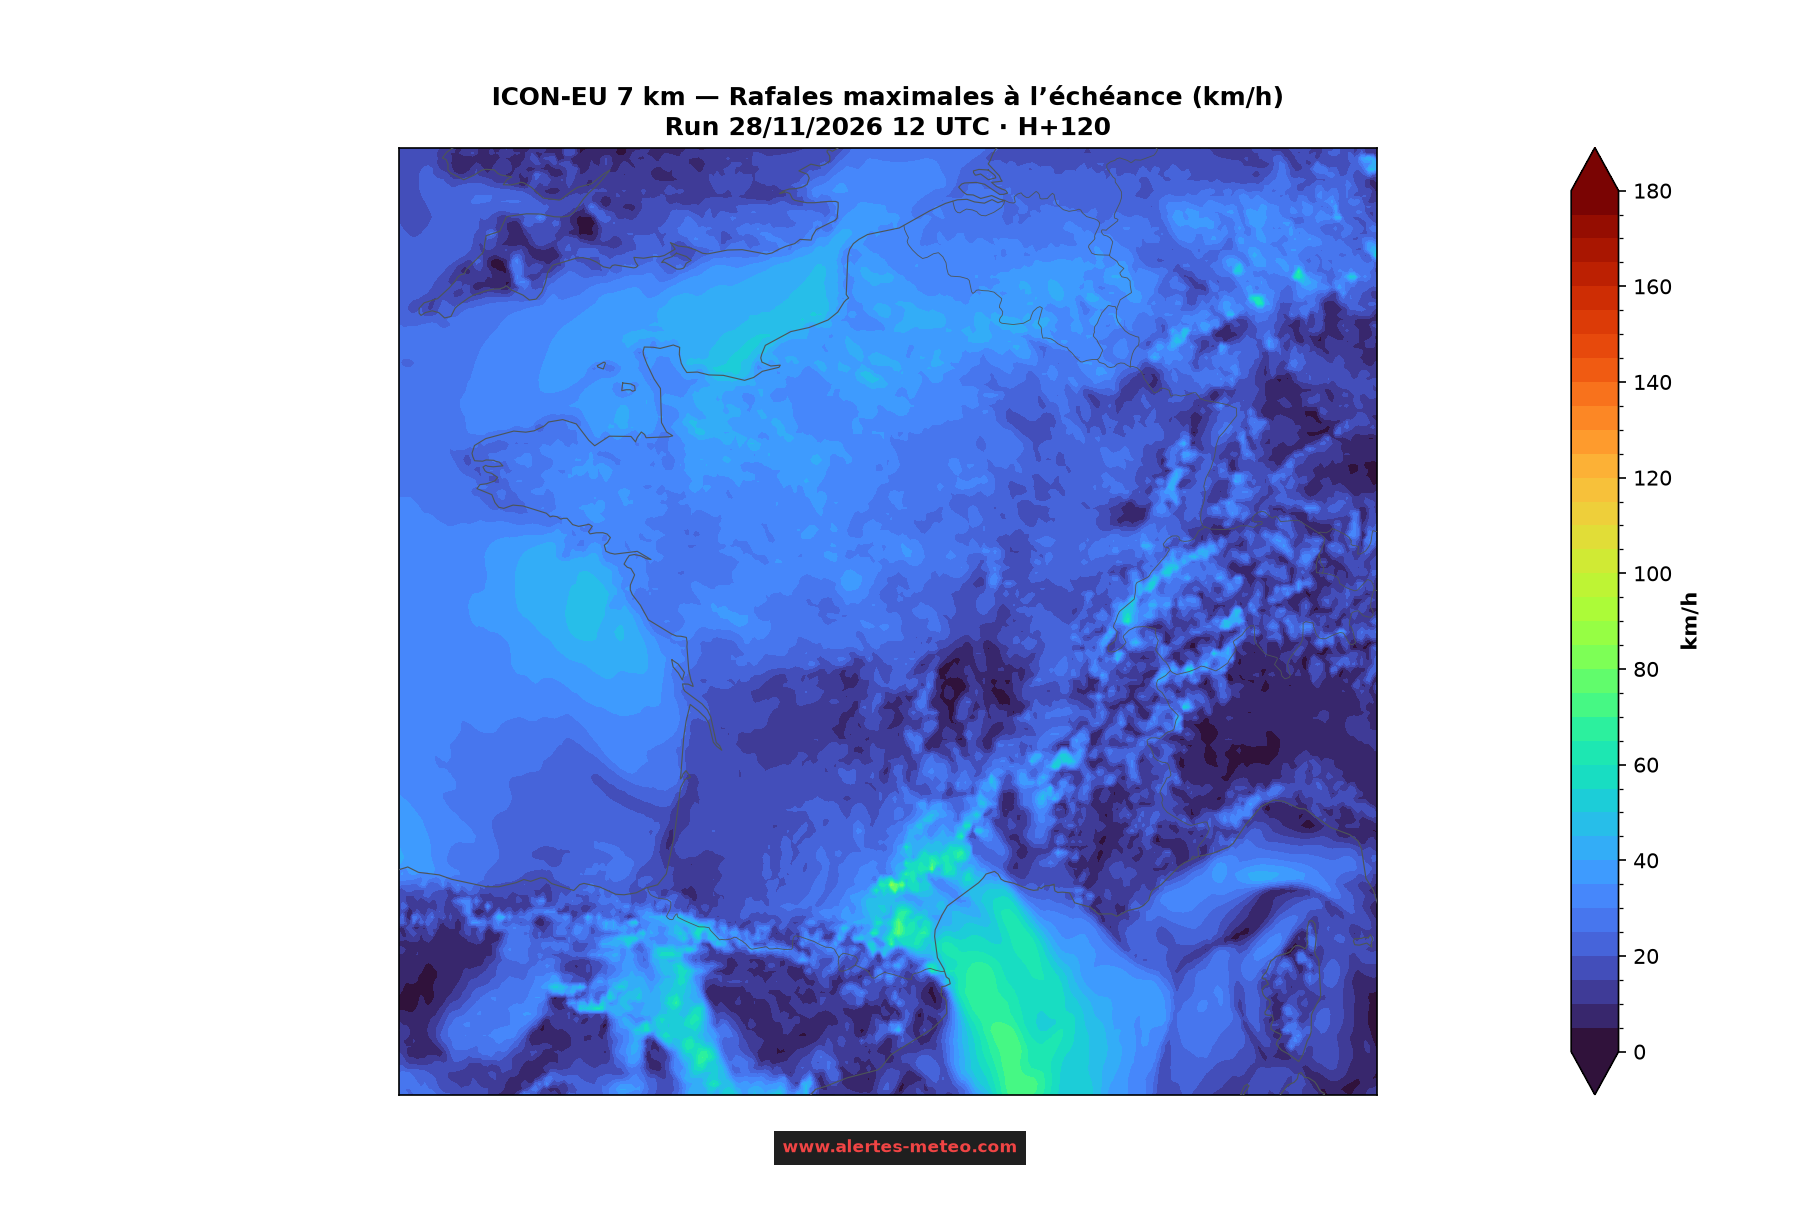 ICON-EU 7 km — Rafales maximales à l’échéance (km/h)
Run 28/11/2026 12 UTC · H+120
180
160
140
120
100
80
60
40
20
0
km/h
www.alertes-meteo.com